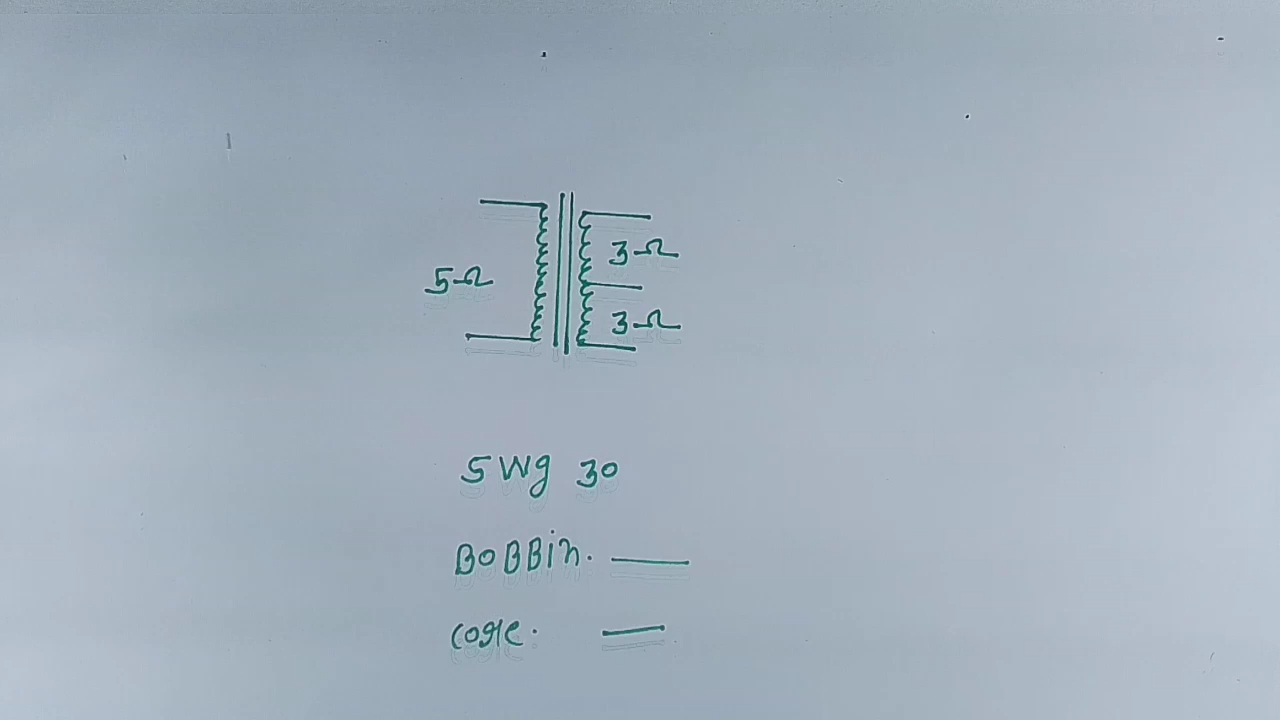 3Ω
5Ω
3Ω
SWg 30
BOBBin.
core.